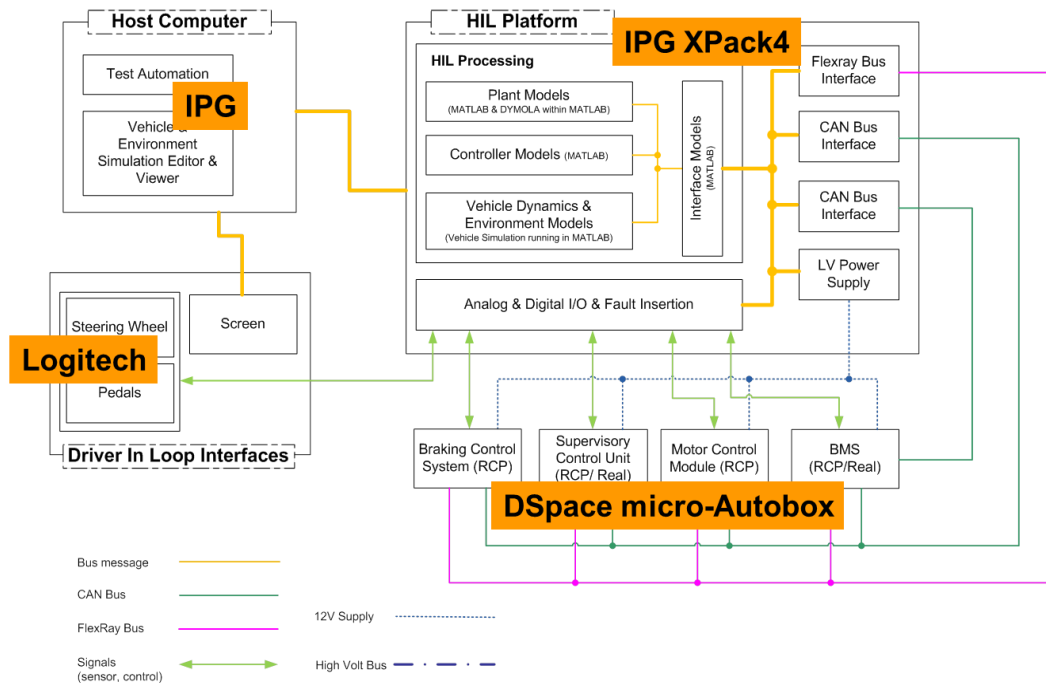 Host Computer
Test Automation
IPG
Vehicle &
Environment
Simulation Editor &
Viewer
HIL Platform
IPG XPack4
HIL Processing
Plant Models
(MATLAB & DYMOLA within MATLAB)
Controller Models (MATLAB)
Vehicle Dynamics &
Environment Models
(Vehicle Simulation running in MATLAB)
Interface Models
(MATLAB)
Flexray Bus
Interface
CAN Bus
Interface
CAN Bus
Interface
LV Power
Supply
Analog & Digital I/O & Fault Insertion
Steering Wheel
Logitech
Pedals
Screen
Driver In Loop Interfaces
Braking Control
System (RCP)
Supervisory
Control Unit
(RCP/ Real)
Motor Control
Module (RCP)
BMS
(RCP/Real)
DSpace micro-Autobox
Bus message
CAN Bus
FlexRay Bus
Signals
(sensor, control)
12V Supply
High Volt Bus